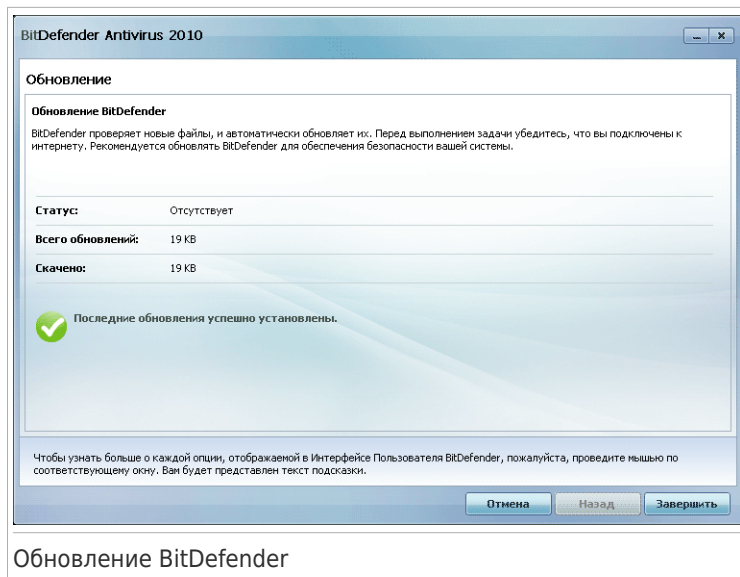 BitDefender Antivirus 2010
Обновление
Обновление BitDefender
BitDefender проверяет новые файлы, и автоматически обновляет их. Перед выполнением задачи убедитесь, что вы подключены к
интернету. Рекомендуется обновлять BitDefender для обеспечения безопасности вашей системы.
Статус: Отсутствует
Всего обновлений: 19 KB
Скачено: 19 KB
Последние обновления успешно установлены.
Чтобы узнать больше о каждой опции, отображаемой в Интерфейсе Пользователя BitDefender, пожалуйста, проведите мышью по
соответствующему окну. Вам будет представлен текст подсказки.
Отмена Назад Завершить
Обновление BitDefender